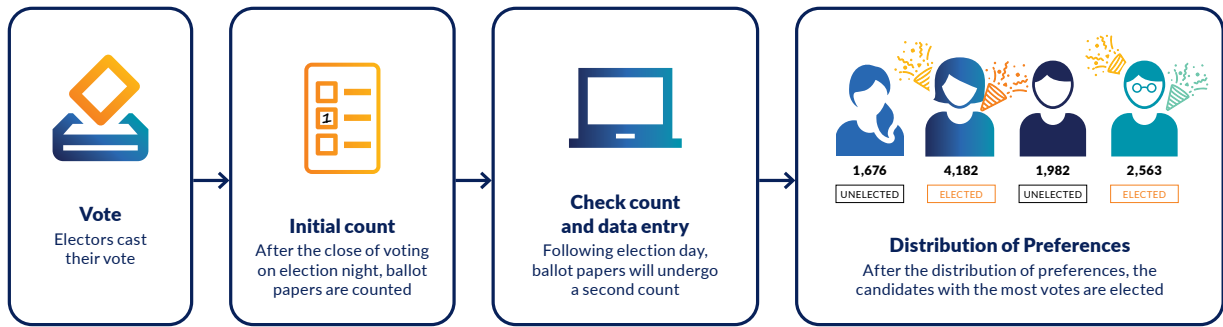 Vote
Electors cast
their vote
1
Initial count
After the close of voting
on election night, ballot
papers are counted
Check count
and data entry
Following election day,
ballot papers will undergo
a second count
1,676
UNELECTED
4,182
ELECTED
1,982
UNELECTED
2,563
ELECTED
Distribution of Preferences
After the distribution of preferences, the
candidates with the most votes are elected